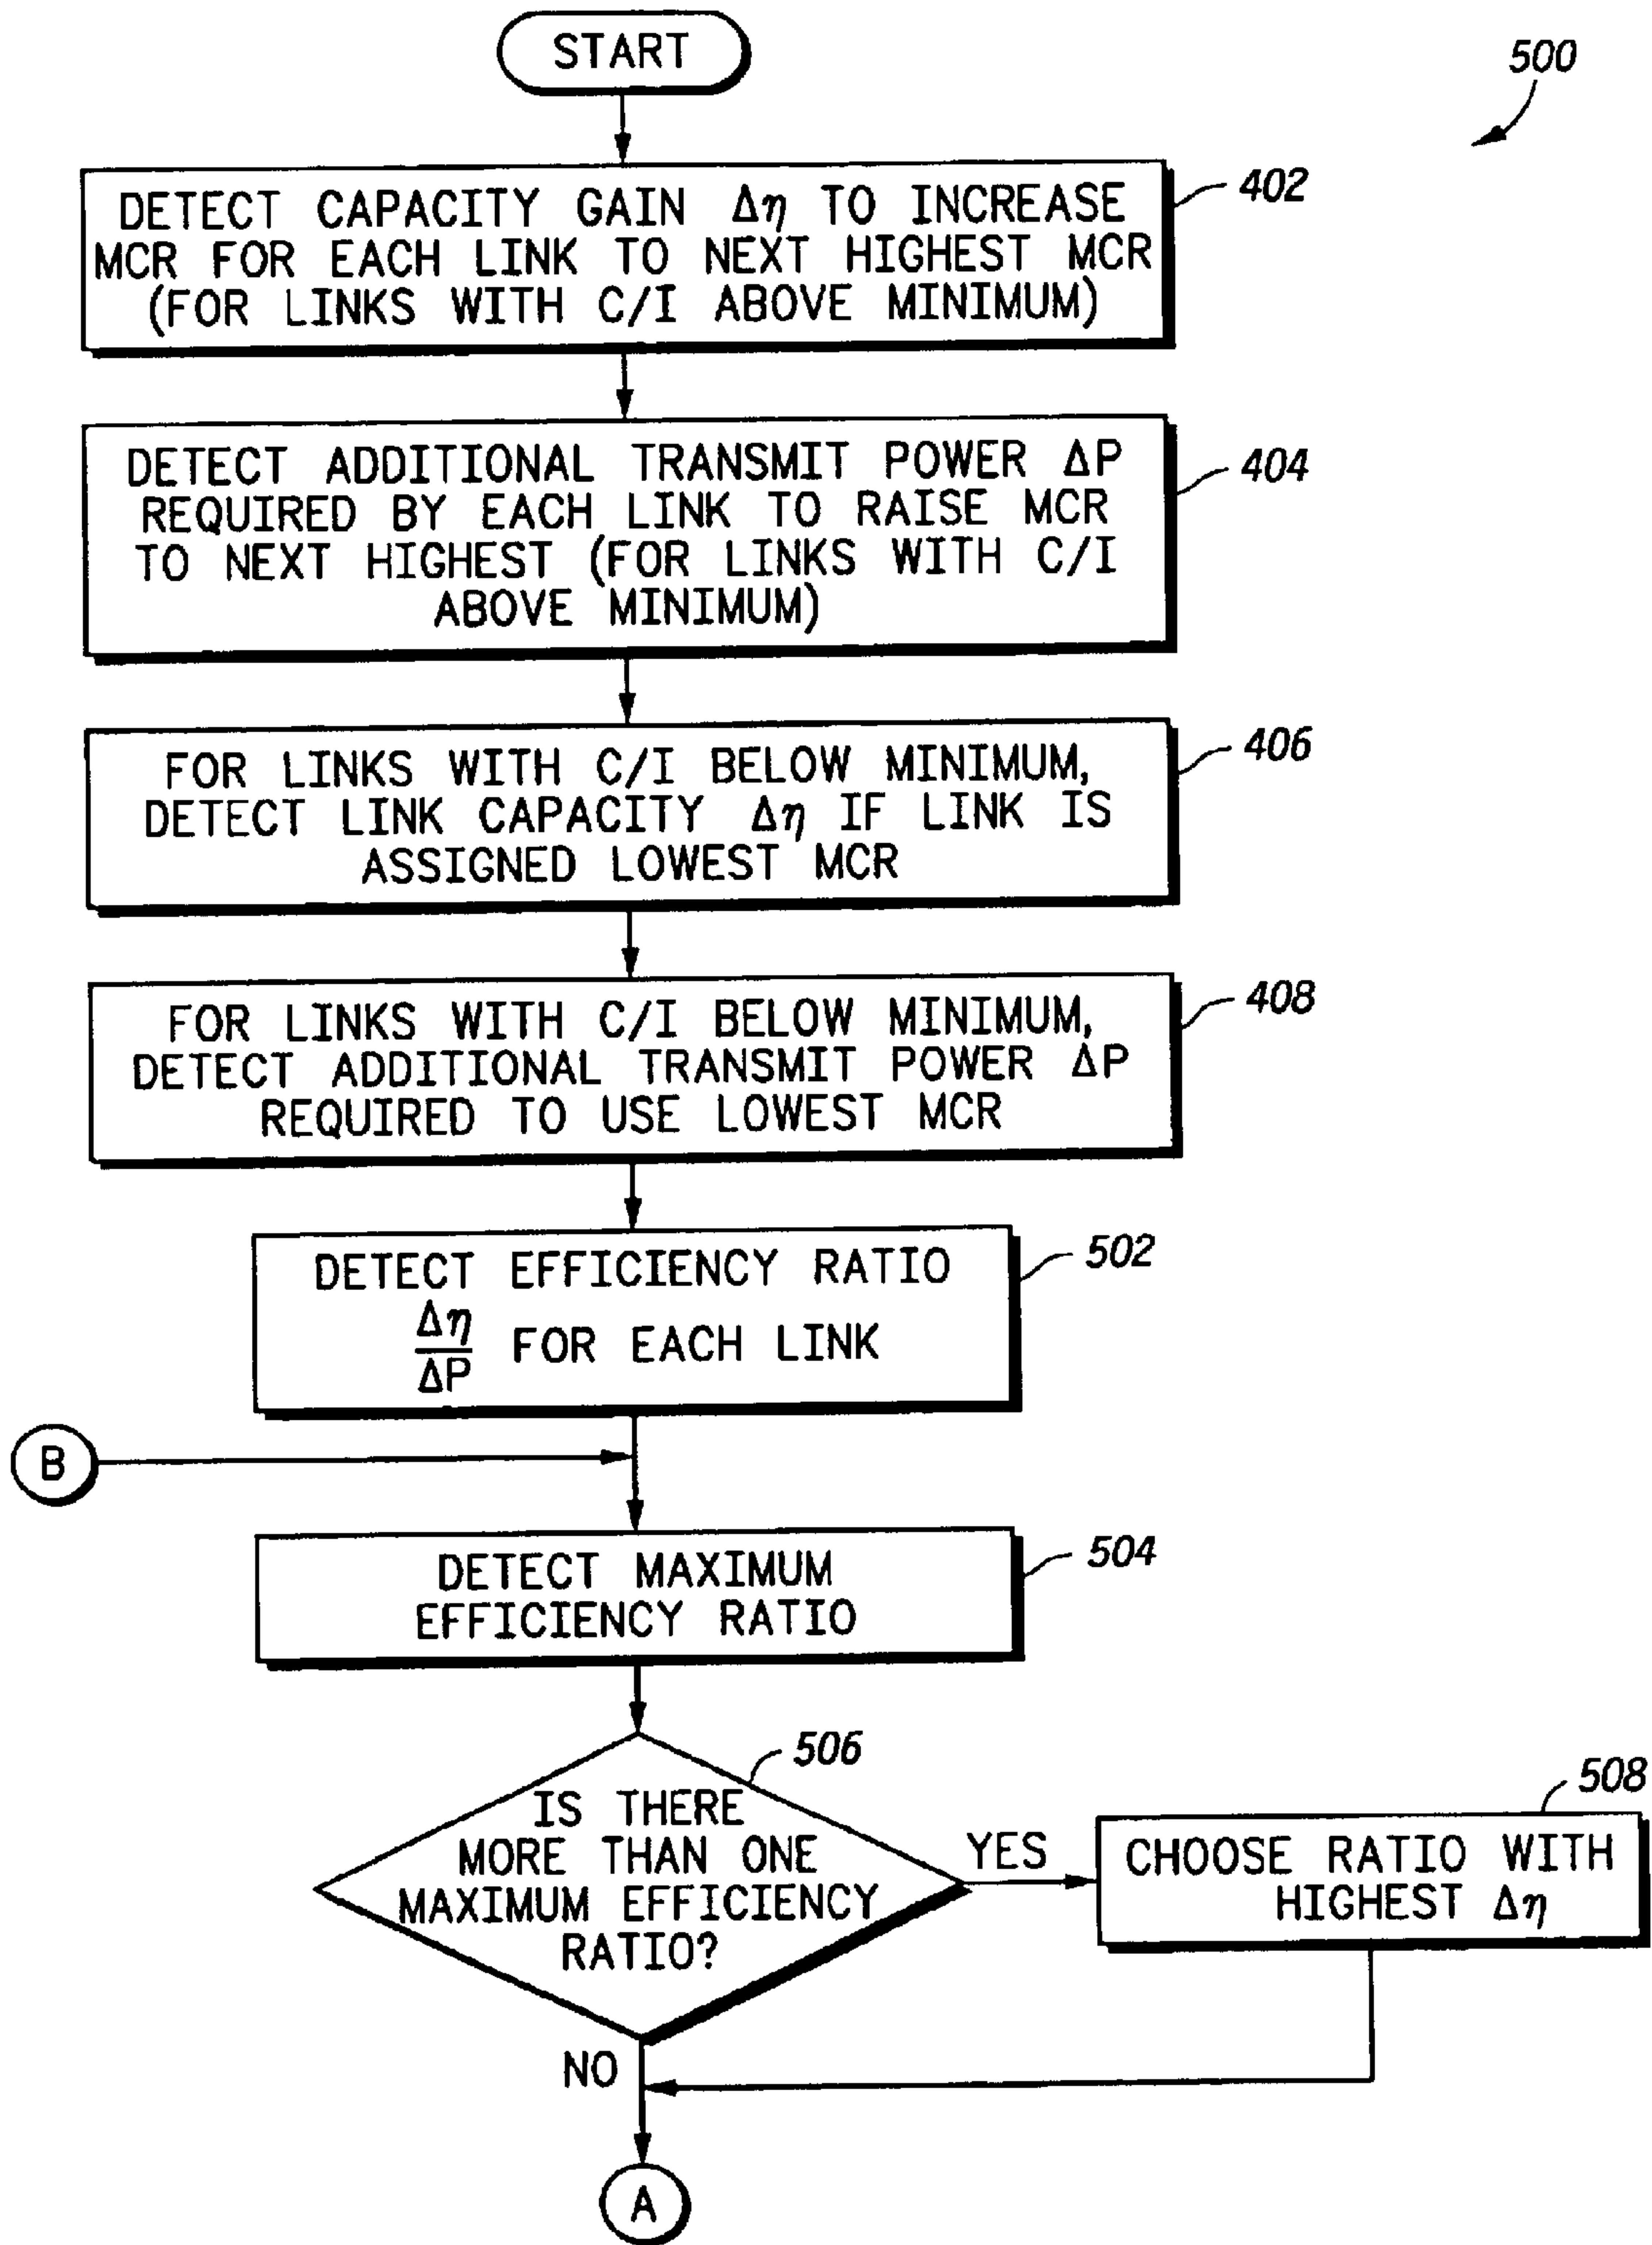 START
500
DETECT CAPACITY GAIN Δη TO INCREASE
MCR FOR EACH LINK TO NEXT HIGHEST MCR
(FOR LINKS WITH C/I ABOVE MINIMUM)
402
DETECT ADDITIONAL TRANSMIT POWER ΔP
REQUIRED BY EACH LINK TO RAISE MCR
TO NEXT HIGHEST (FOR LINKS WITH C/I
ABOVE MINIMUM)
404
FOR LINKS WITH C/I BELOW MINIMUM,
DETECT LINK CAPACITY Δη IF LINK IS
ASSIGNED LOWEST MCR
406
FOR LINKS WITH C/I BELOW MINIMUM,
DETECT ADDITIONAL TRANSMIT POWER ΔP
REQUIRED TO USE LOWEST MCR
408
DETECT EFFICIENCY RATIO
Δη/ΔP FOR EACH LINK
502
B
DETECT MAXIMUM
EFFICIENCY RATIO
504
IS THERE
MORE THAN ONE
MAXIMUM EFFICIENCY
RATIO?
506
YES
CHOOSE RATIO WITH
HIGHEST Δη
508
NO
A